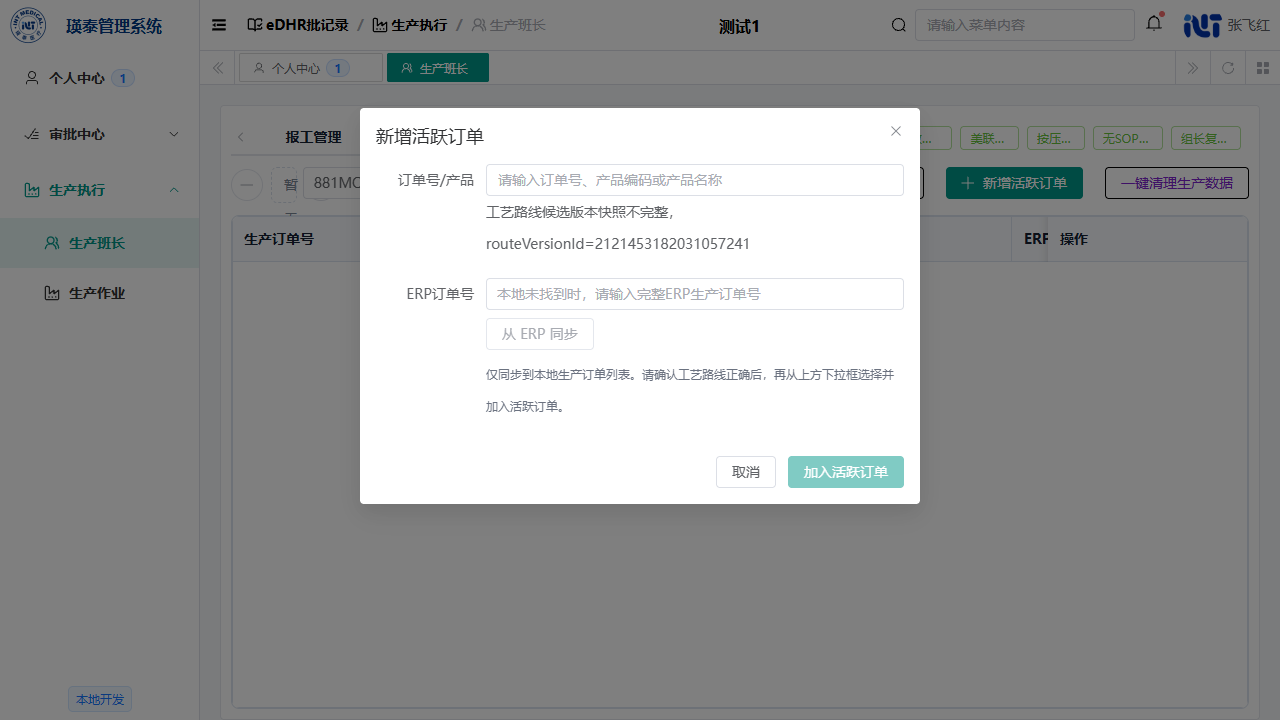 瑛泰管理系统
eDHR批记录 / 生产执行 / 生产班长
测试1
请输入菜单内容
张飞红
个人中心 1
审批中心
生产执行
生产班长
生产作业
本地开发
个人中心 1
生产班长
报工管理
美联...
按压...
无SOP...
组长复...
暂
881MO
新增活跃订单
一键清理生产数据
生产订单号
ERP
操作
新增活跃订单
订单号/产品
请输入订单号、产品编码或产品名称
工艺路线候选版本快照不完整，
routeVersionId=2121453182031057241
ERP订单号
本地未找到时，请输入完整ERP生产订单号
从 ERP 同步
仅同步到本地生产订单列表。请确认工艺路线正确后，再从上方下拉框选择并
加入活跃订单。
取消
加入活跃订单